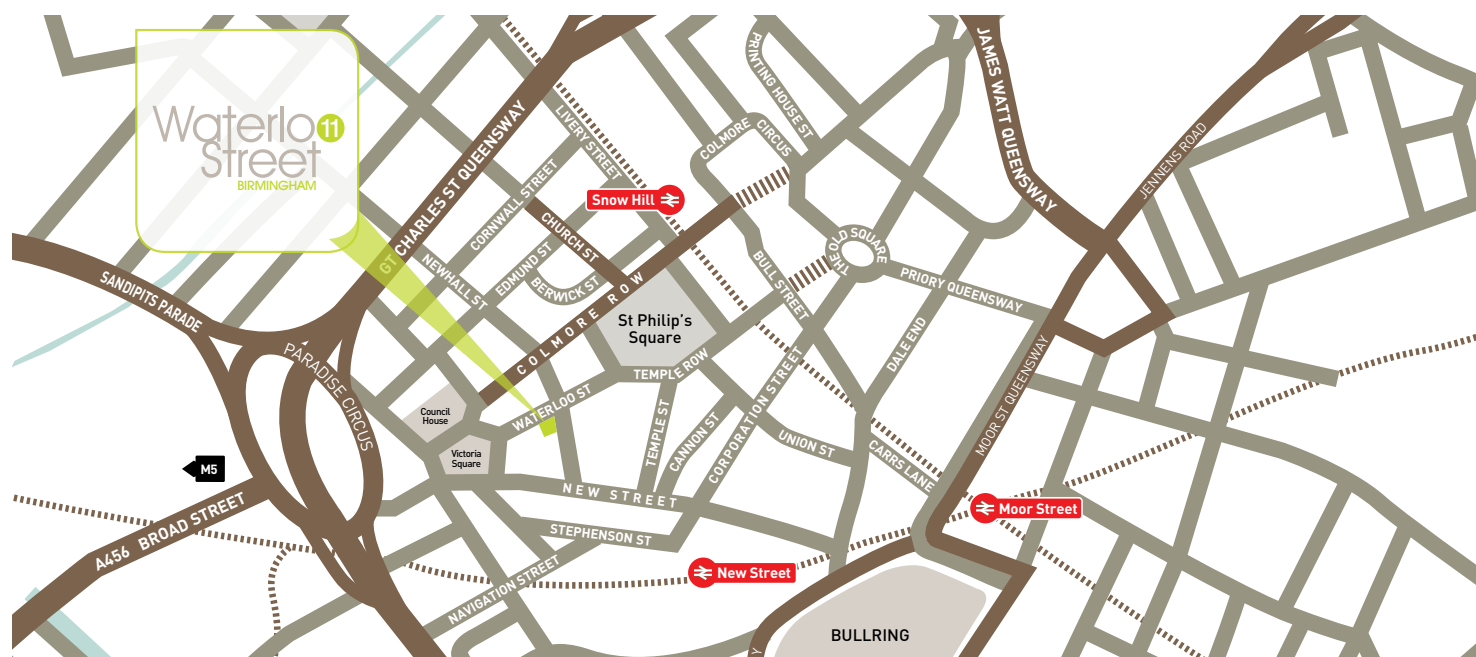 Waterloo 11
Street
BIRMINGHAM
GT CHARLES ST QUEENSWAY
LIVERY STREET
PRINTING HOUSE ST
COLMORE CIRCUS
JAMES WATT QUEENSWAY
JENNENS ROAD
Snow Hill
CORNWALL STREET
CHURCH ST
NEWHALL ST
EDMUND ST
BERWICK ST
COLMORE ROW
BULL STREET
THE OLD SQUARE
PRIORY QUEENSWAY
SANDIPITS PARADE
PARADISE CIRCUS
St Philip's
Square
TEMPLE ROW
DALE END
MOOR ST QUEENSWAY
Council
House
WATERLOO ST
Victoria
Square
TEMPLE ST
CANNON ST
CORPORATION STREET
UNION ST
CARRS LANE
M5
A456 BROAD STREET
NEW STREET
STEPHENSON ST
Moor Street
New Street
NAVIGATION STREET
BULLRING
Y